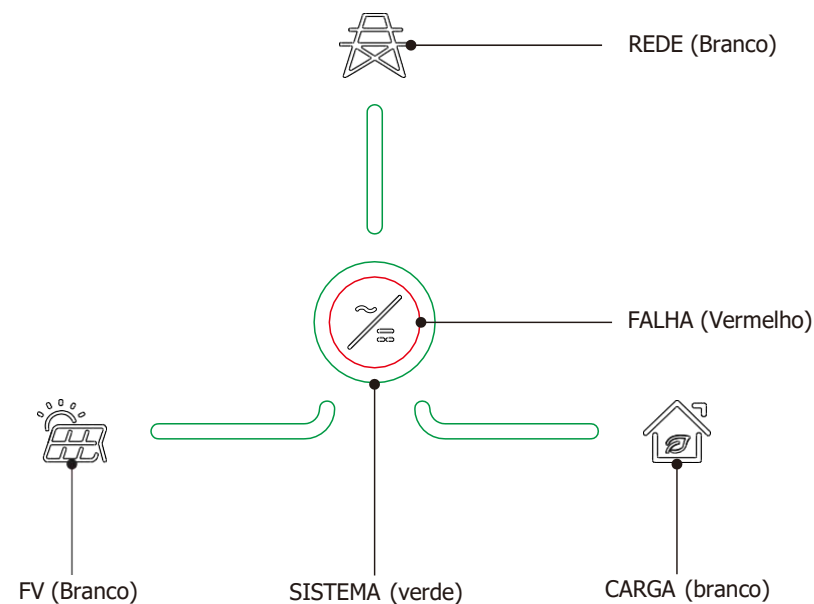 REDE (Branco)
FALHA (Vermelho)
FV (Branco)
SISTEMA (verde)
CARGA (branco)